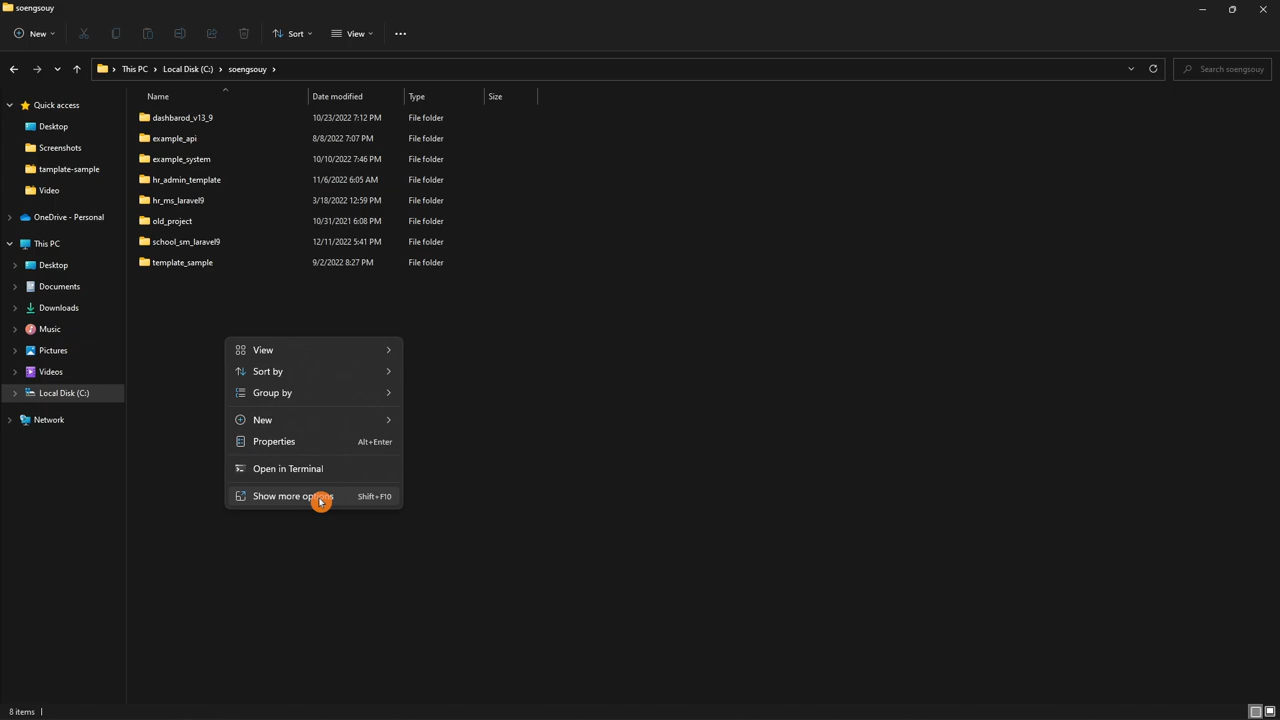 soengsouy
New
Sort
View
This PC
Local Disk (C:)
soengsouy
Search soengsouy
Name
Date modified
Type
Size
Quick access
Desktop
Screenshots
tamplate-sample
Video
OneDrive - Personal
This PC
Desktop
Documents
Downloads
Music
Pictures
Videos
Local Disk (C:)
Network
dashbarod_v13_9 10/23/2022 7:12 PM File folder
example_api 8/8/2022 7:07 PM File folder
example_system 10/10/2022 7:46 PM File folder
hr_admin_template 11/6/2022 6:05 AM File folder
hr_ms_laravel9 3/18/2022 12:59 PM File folder
old_project 10/31/2021 6:08 PM File folder
school_sm_laravel9 12/11/2022 5:41 PM File folder
template_sample 9/2/2022 8:27 PM File folder
View
Sort by
Group by
New
Properties Alt+Enter
Open in Terminal
Show more options Shift+F10
8 items